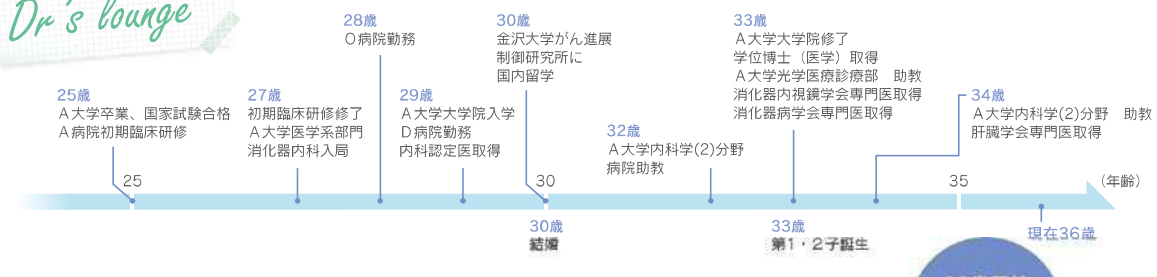 Dr's lounge
25歳
A大学卒業、国家試験合格
A病院初期臨床研修
27歳
初期臨床研修修了
A大学医学系部門
消化器内科入局
28歳
O病院勤務
29歳
A大学大学院入学
D病院勤務
内科認定医取得
30歳
金沢大学がん進展
制御研究所に
国内留学
32歳
A大学内科学(2)分野
病院助教
33歳
A大学大学院修了
学位博士（医学）取得
A大学光学医療診療部　助教
消化器内視鏡学会専門医取得
消化器病学会専門医取得
34歳
A大学内科学(2)分野　助教
肝臓学会専門医取得
25
30
35
（年齢）
30歳
結婚
33歳
第1・2子誕生
現在36歳